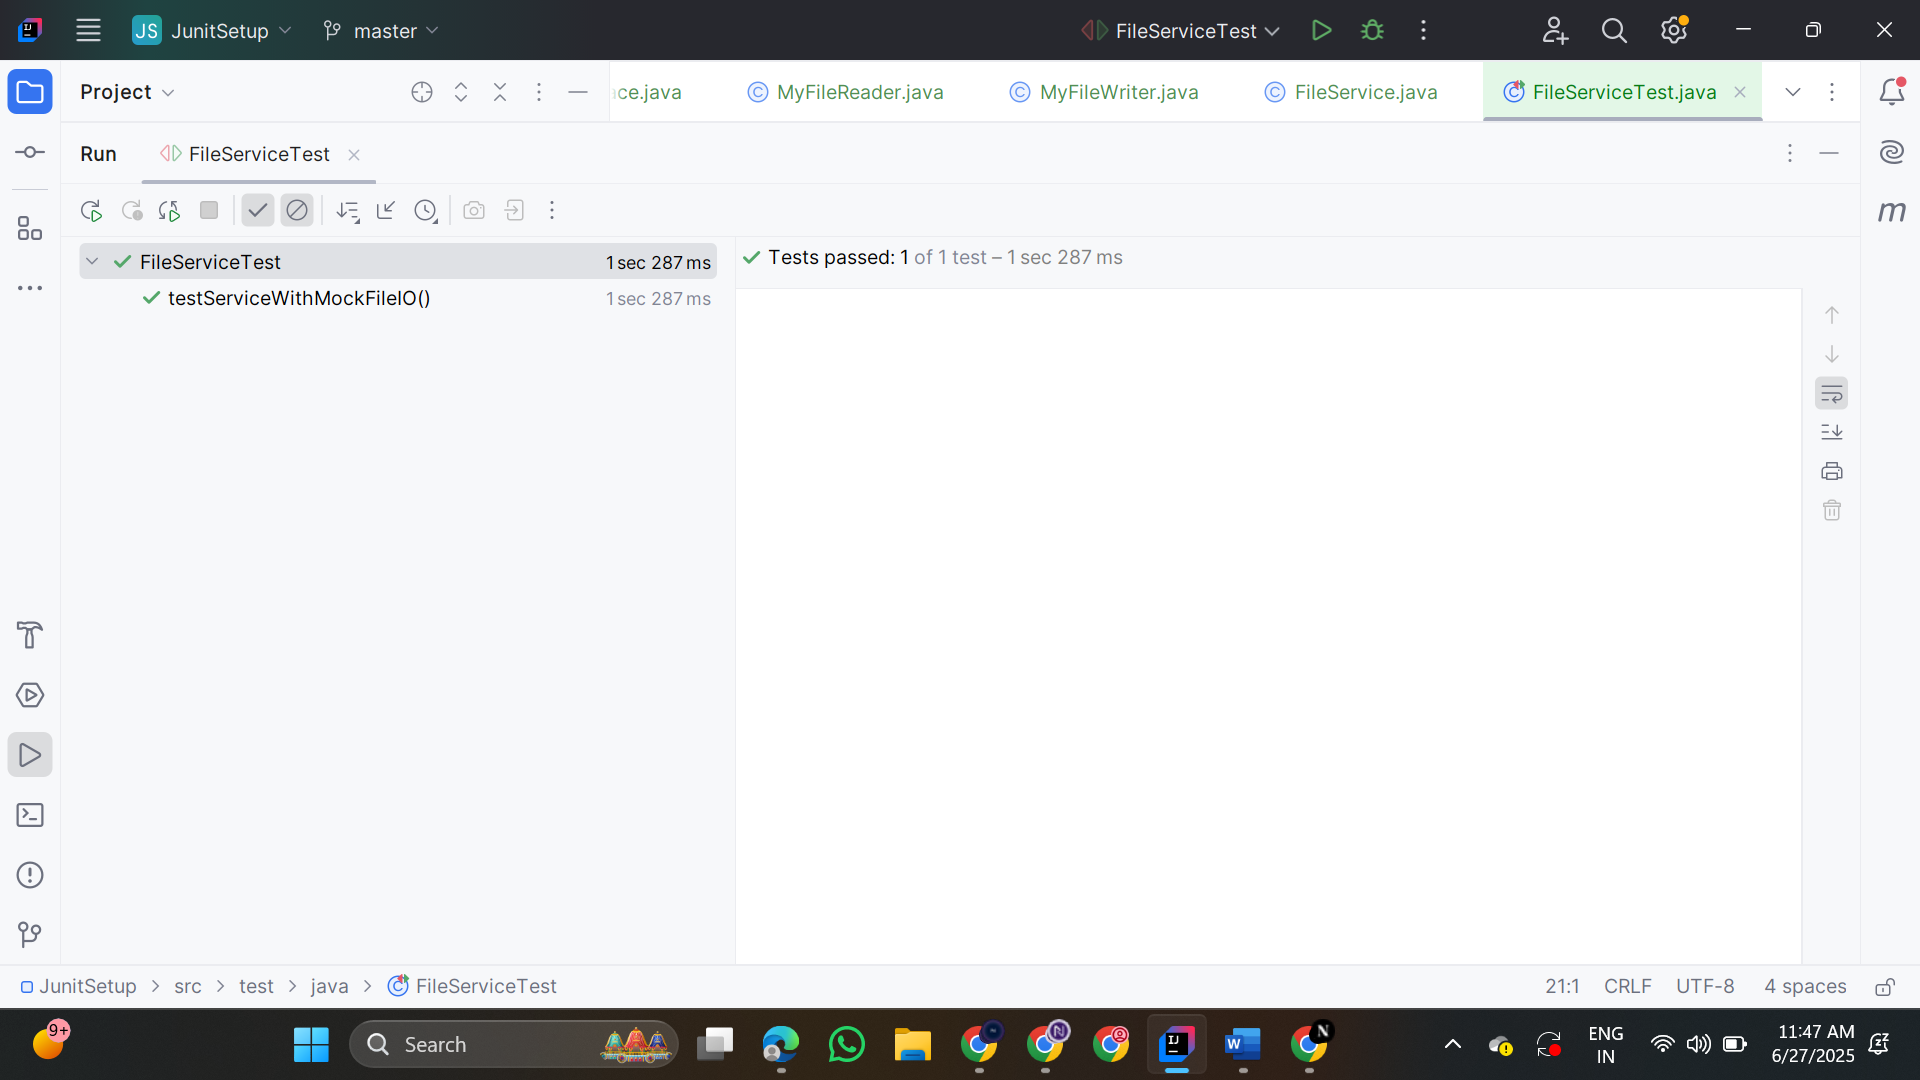 JS JunitSetup master FileServiceTest
Project ce.java MyFileReader.java MyFileWriter.java FileService.java FileServiceTest.java
Run FileServiceTest
FileServiceTest 1 sec 287 ms
testServiceWithMockFileIO() 1 sec 287 ms
Tests passed: 1 of 1 test – 1 sec 287 ms
JunitSetup > src > test > java > FileServiceTest 21:1 CRLF UTF-8 4 spaces
9+ Search ENG IN 11:47 AM 6/27/2025